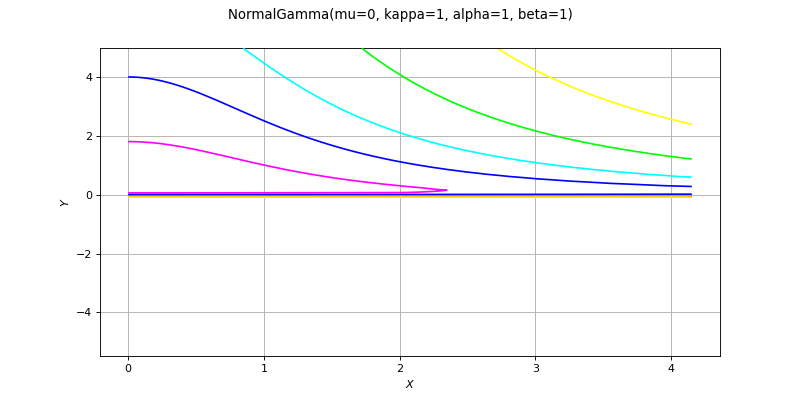 NormalGamma(mu=0, kappa=1, alpha=1, beta=1)
4
2
0
−2
−4
Y
0 1 2 3 4
X